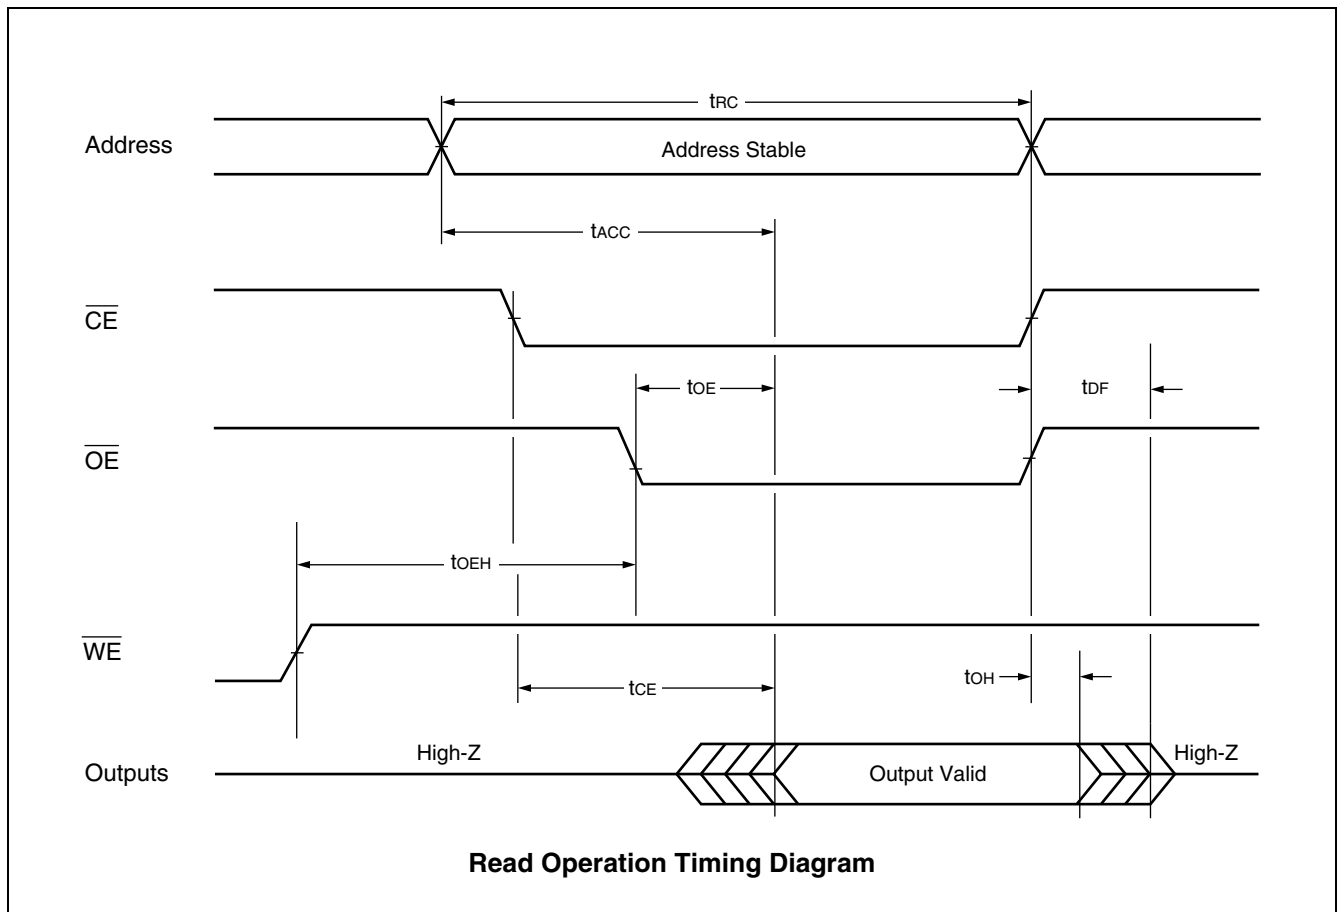 tRC
Address
Address Stable
tACC
CE
tOE
tDF
OE
tOEH
WE
tOH
tCE
High-Z
High-Z
Outputs
Output Valid
Read Operation Timing Diagram